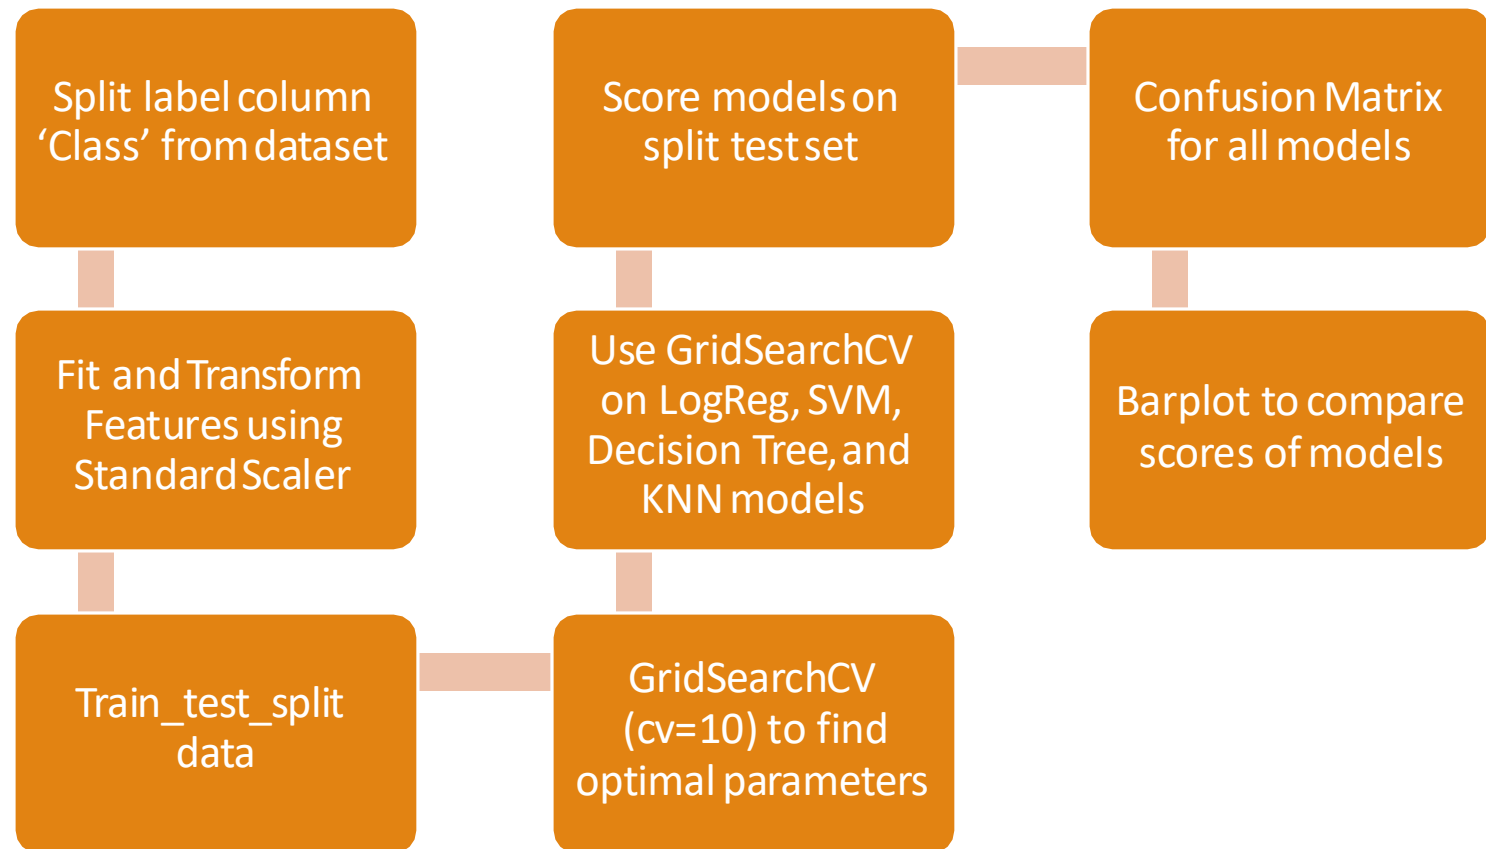 Split label column
‘Class’ from dataset
Fit and Transform
Features using
Standard Scaler
Train_test_split
data
GridSearchCV
(cv=10) to find
optimal parameters
Use GridSearchCV
on LogReg, SVM,
Decision Tree, and
KNN models
Score models on
split test set
Confusion Matrix
for all models
Barplot to compare
scores of models